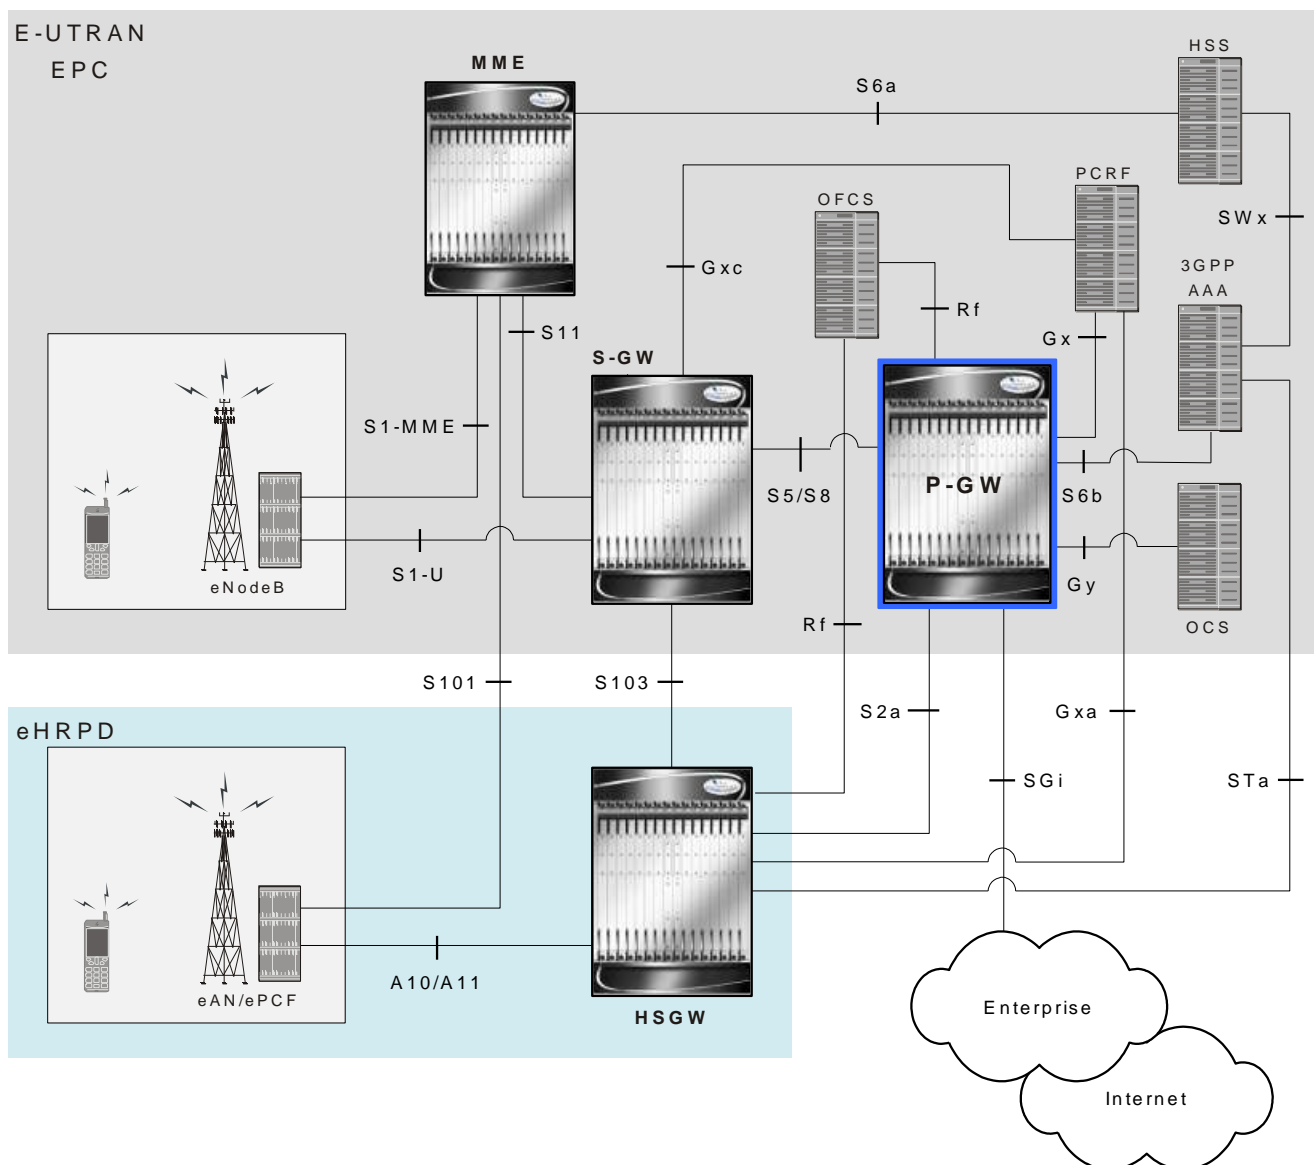 E-UTRAN
EPC
MME
HSS
S6a
PCRF
OFCS
SWx
Gxc
3GPP
AAA
Rf
S11
Gx
S-GW
S1-MME
P-GW
S5/S8
S6b
S1-U
eNodeB
Gy
Rf
OCS
S101
S103
S2a
Gxa
eHRPD
SGi
STa
A10/A11
eAN/ePCF
HSGW
Enterprise
Internet